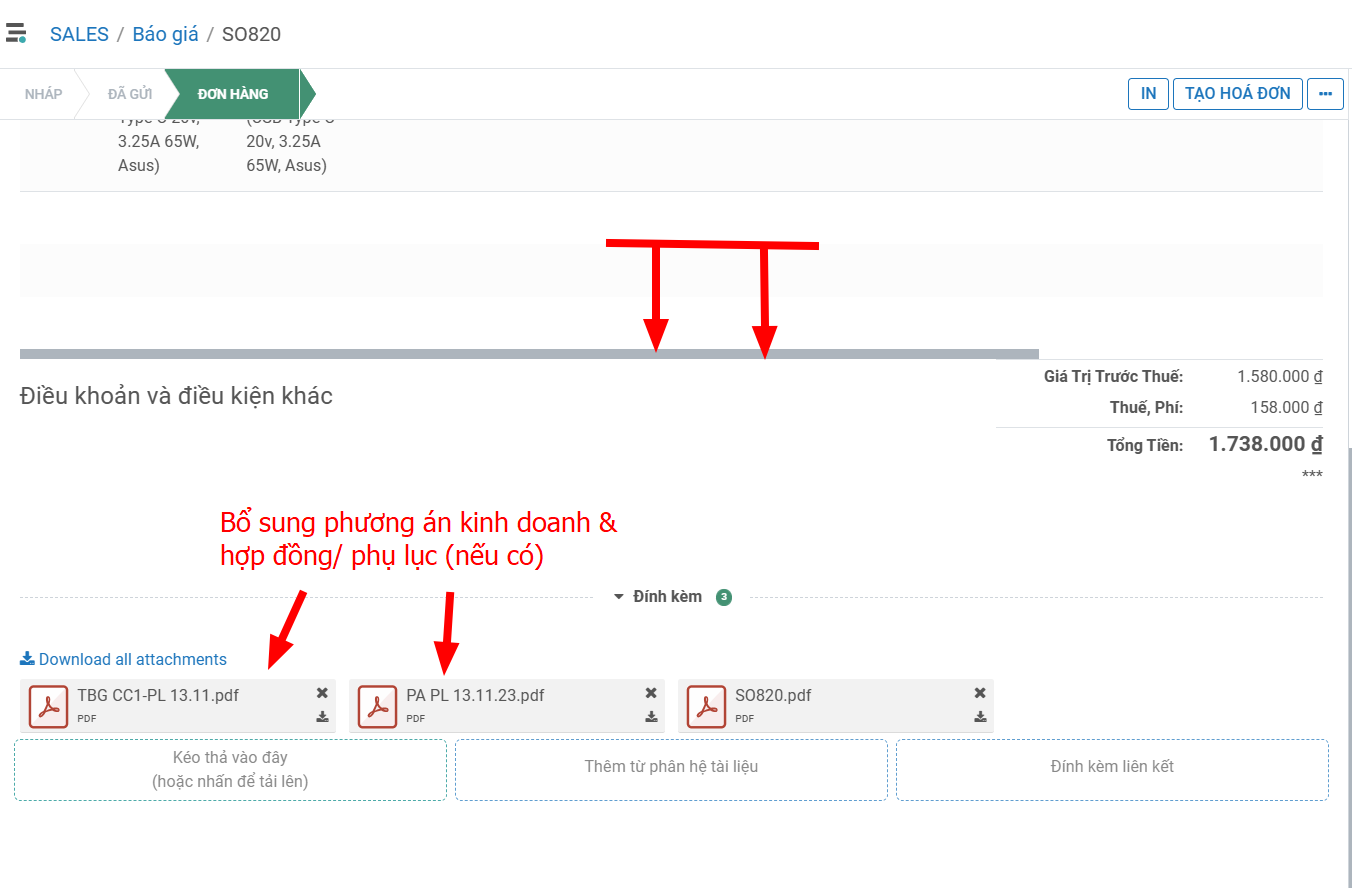 SALES / Báo giá / SO820
NHÁP ĐÃ GỬI ĐƠN HÀNG IN TẠO HOÁ ĐƠN ...
3.25A 65W, 20v, 3.25A
Asus) 65W, Asus)
Giá Trị Trước Thuế: 1.580.000 ₫
Điều khoản và điều kiện khác
Thuế, Phí: 158.000 ₫
Tổng Tiền: 1.738.000 ₫
***
Bổ sung phương án kinh doanh &
hợp đồng/ phụ lục (nếu có)
Đính kèm 3
Download all attachments
TBG CC1-PL 13.11.pdf PA PL 13.11.23.pdf SO820.pdf
PDF PDF PDF
Kéo thả vào đây
(hoặc nhấn để tải lên)
Thêm từ phân hệ tài liệu
Đính kèm liên kết